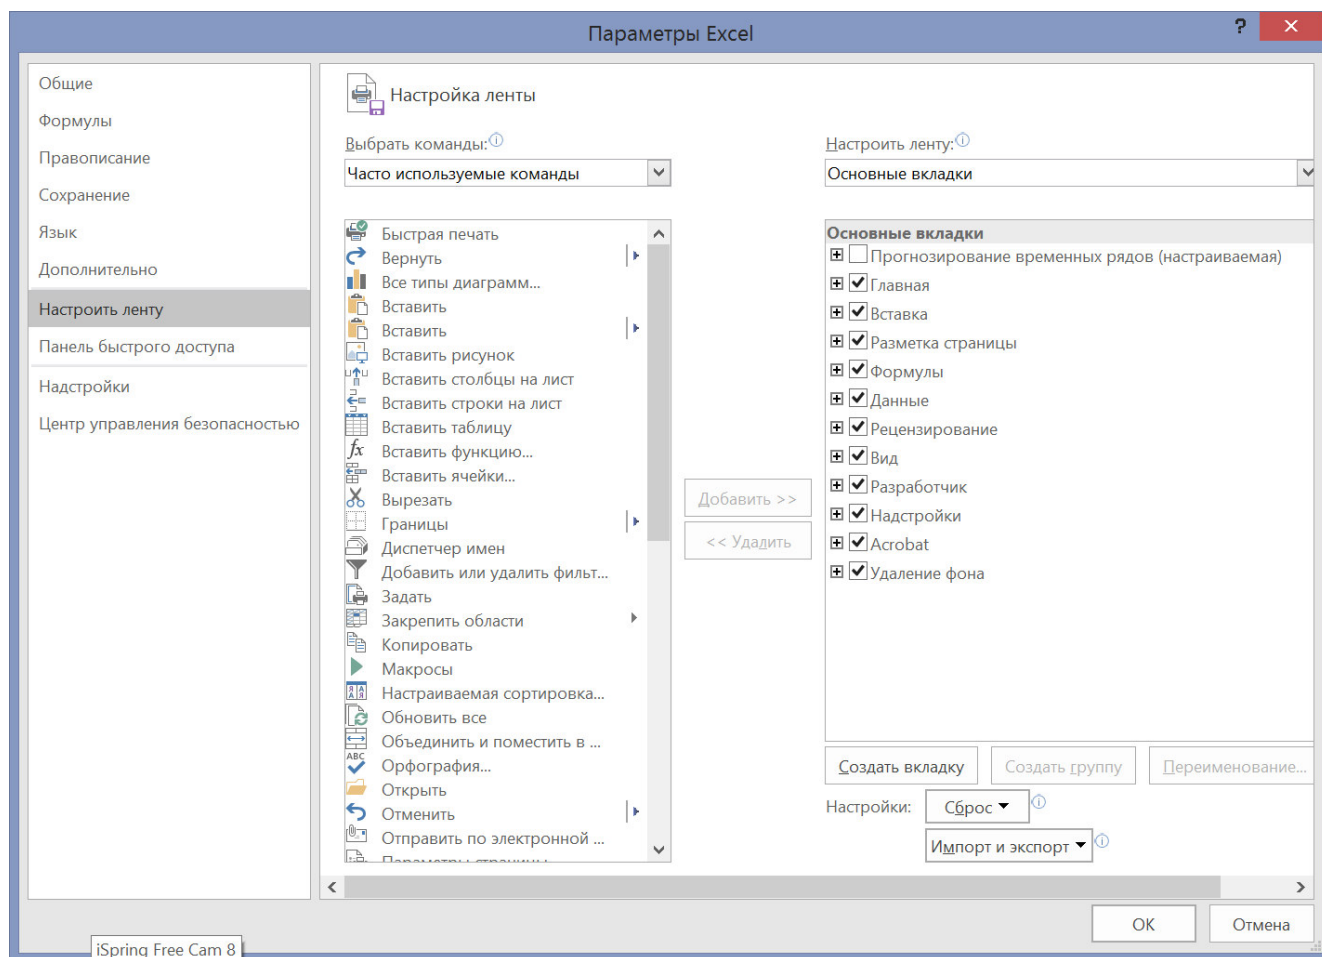 Параметры Excel
?
Общие
Формулы
Правописание
Сохранение
Язык
Дополнительно
Настроить ленту
Панель быстрого доступа
Надстройки
Центр управления безопасностью
Настройка ленты
Выбрать команды:
Часто используемые команды
Быстрая печать
Вернуть
Все типы диаграмм...
Вставить
Вставить
Вставить рисунок
Вставить столбцы на лист
Вставить строки на лист
Вставить таблицу
fx Вставить функцию...
Вставить ячейки...
Вырезать
Границы
Диспетчер имен
Добавить или удалить фильт...
Задать
Закрепить области
Копировать
Макросы
Настраиваемая сортировка...
Обновить все
Объединить и поместить в ...
ABC Орфография...
Открыть
Отменить
Отправить по электронной ...
Параметры страницы
Добавить >>
<< Удалить
Настроить ленту:
Основные вкладки
Основные вкладки
Прогнозирование временных рядов (настраиваемая)
Главная
Вставка
Разметка страницы
Формулы
Данные
Рецензирование
Вид
Разработчик
Надстройки
Acrobat
Удаление фона
Создать вкладку
Создать группу
Переименование...
Настройки:
Сброс
Импорт и экспорт
ОК
Отмена
iSpring Free Cam 8